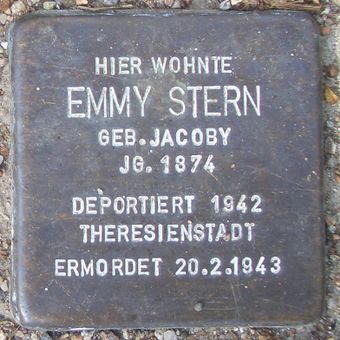 HIER WOHNTE
EMMY STERN
GEB. JACOBY
JG. 1874
DEPORTIERT 1942
THERESIENSTADT
ERMORDET 20.2.1943